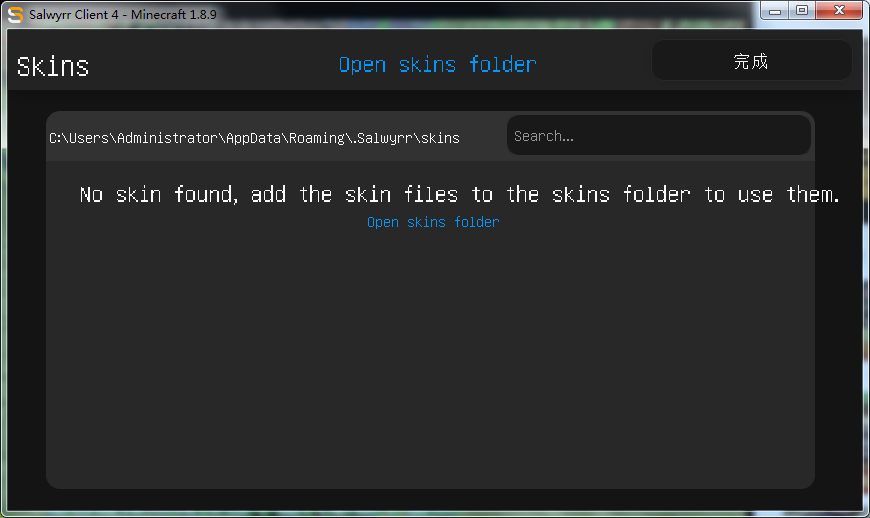 Salwyrr Client 4 - Minecraft 1.8.9
Skins
Open skins folder
完成
C:\Users\Administrator\AppData\Roaming\.Salwyrr\skins
Search...
No skin found, add the skin files to the skins folder to use them.
Open skins folder